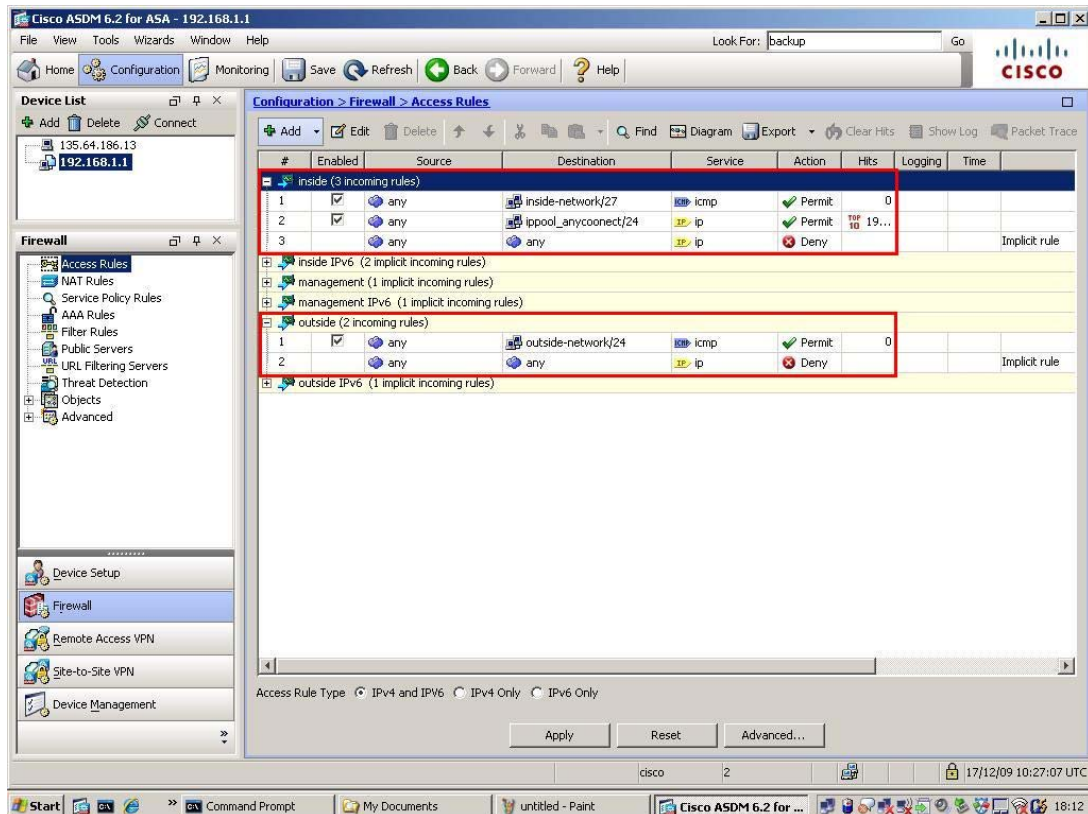 Cisco ASDM 6.2 for ASA - 192.168.1.1
File View Tools Wizards Window Help Look For: backup Go
Home Configuration Monitoring Save Refresh Back Forward Help
CISCO
Device List
Add Delete Connect
135.64.186.13
192.168.1.1
Firewall
Access Rules
NAT Rules
Service Policy Rules
AAA Rules
Filter Rules
Public Servers
URL Filtering Servers
Threat Detection
Objects
Advanced
Device Setup
Firewall
Remote Access VPN
Site-to-Site VPN
Device Management
Configuration > Firewall > Access Rules
Add Edit Delete Find Diagram Export Clear Hits Show Log Packet Trace
# Enabled Source Destination Service Action Hits Logging Time
inside (3 incoming rules)
1 any inside-network/27 icmp Permit 0
2 any ippool_anycoonect/24 ip Permit TOP 10 19...
3 any any ip Deny Implicit rule
inside IPv6 (2 implicit incoming rules)
management (1 implicit incoming rules)
management IPv6 (1 implicit incoming rules)
outside (2 incoming rules)
1 any outside-network/24 icmp Permit 0
2 any any ip Deny Implicit rule
outside IPv6 (1 implicit incoming rules)
Access Rule Type IPv4 and IPV6 IPv4 Only IPv6 Only
Apply Reset Advanced...
cisco 2 17/12/09 10:27:07 UTC
Start Command Prompt My Documents untitled - Paint Cisco ASDM 6.2 for ... 18:12